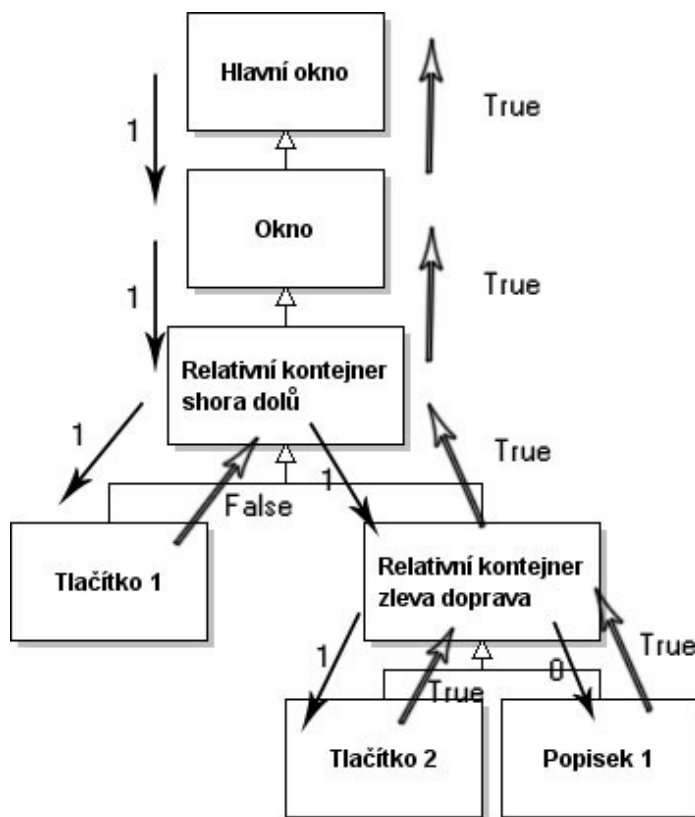 Hlavní okno
True
1
Okno
True
1
Relativní kontejner
shora dolů
1
True
1
False
Tlačítko 1
Relativní kontejner
zleva doprava
1
True
0
True
Tlačítko 2
Popisek 1